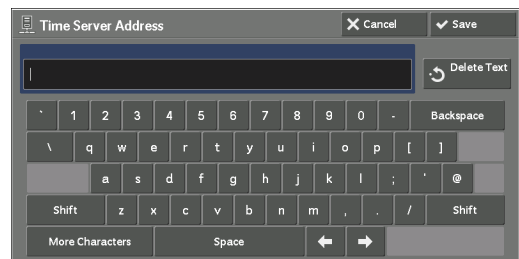 Time Server Address Cancel Save
Delete Text
` 1 2 3 4 5 6 7 8 9 0 - Backspace
\ q w e r t y u i o p [ ]
a s d f g h j k l ; ' @
Shift z x c v b n m , . / Shift
More Characters Space